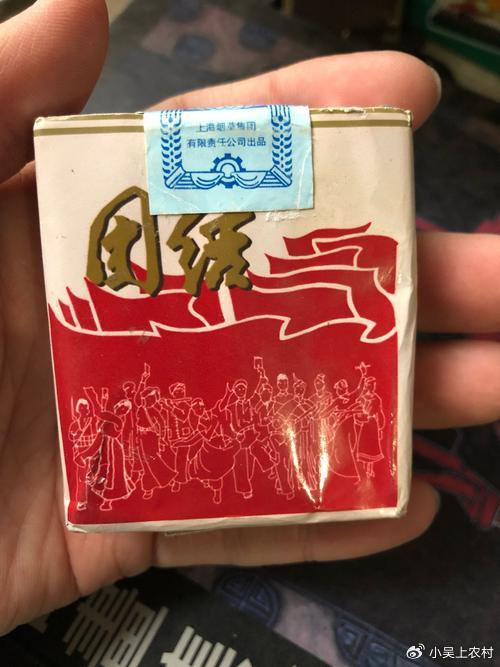 上海烟草集团
有限责任公司出品
团结
小吴上农村